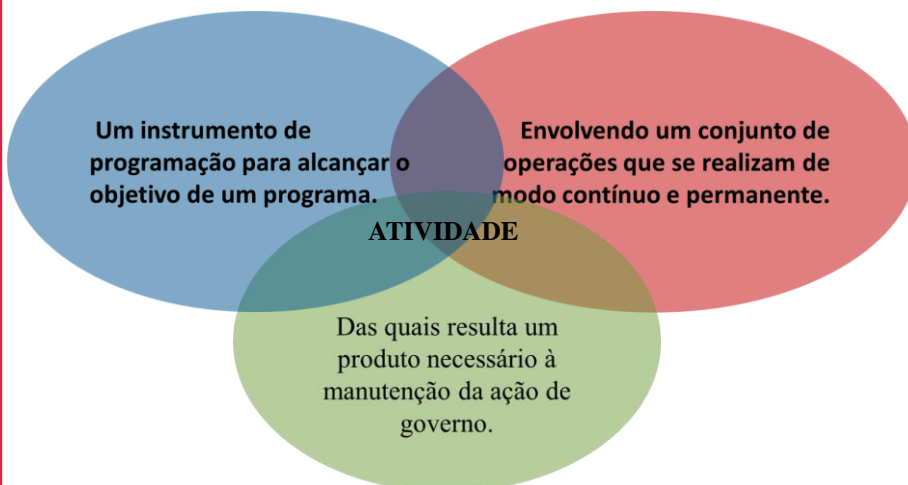 Um instrumento de
programação para alcançar o
objetivo de um programa.
Envolvendo um conjunto de
operações que se realizam de
modo contínuo e permanente.
ATIVIDADE
Das quais resulta um
produto necessário à
manutenção da ação de
governo.